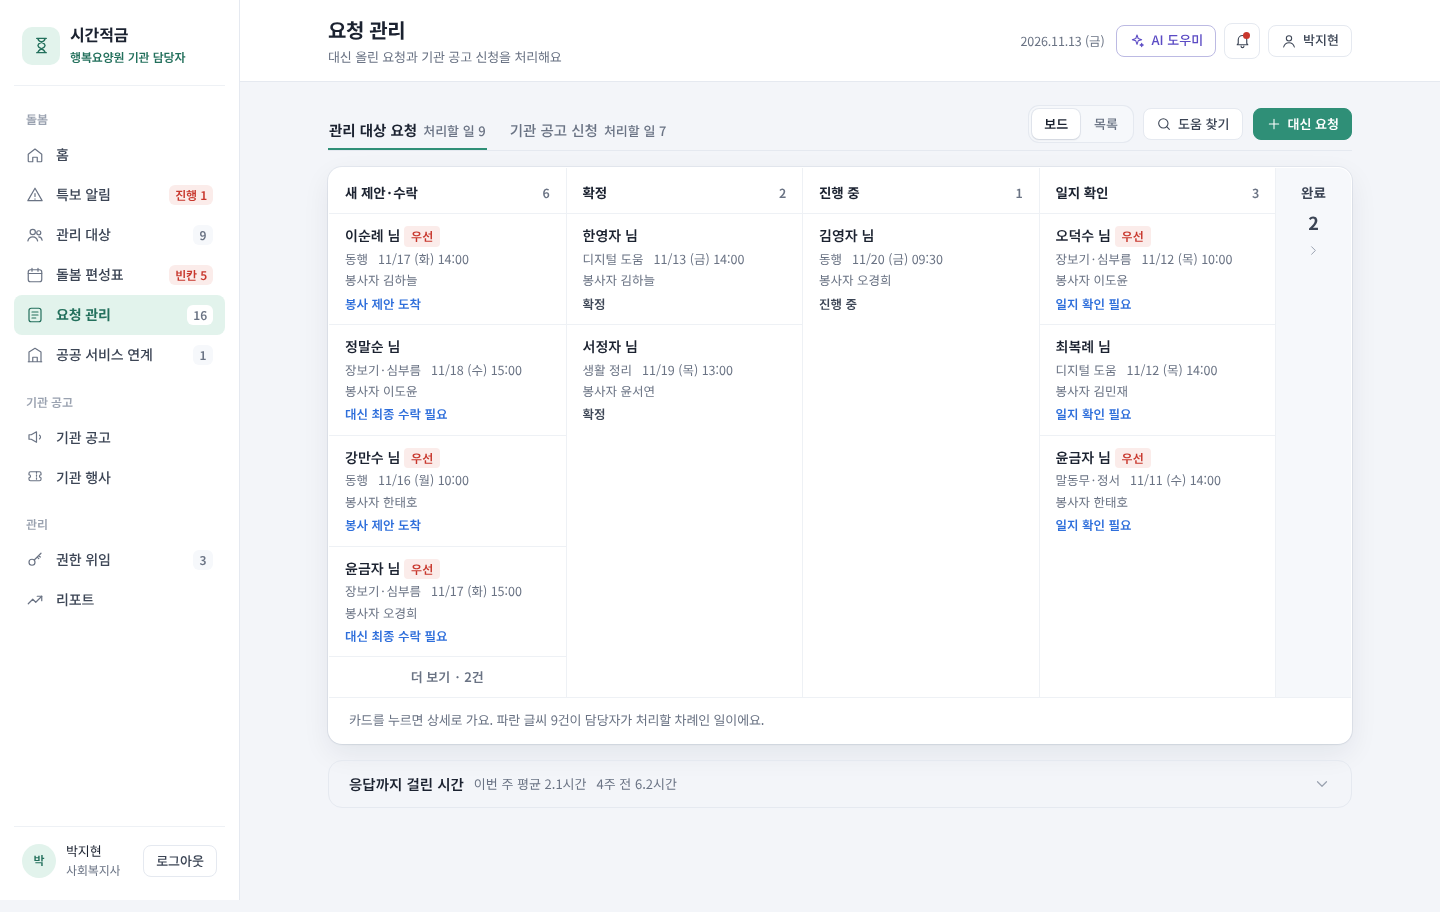 시간적금
행복요양원 기관 담당자
돌봄
홈
특보 알림 진행 1
관리 대상 9
돌봄 편성표 빈칸 5
요청 관리 16
공공 서비스 연계 1
기관 공고
기관 공고
기관 행사
관리
권한 위임 3
리포트
박
박지현
사회복지사
로그아웃
요청 관리
대신 올린 요청과 기관 공고 신청을 처리해요
2026.11.13 (금)
AI 도우미
박지현
관리 대상 요청 처리할 일 9
기관 공고 신청 처리할 일 7
보드
목록
도움 찾기
대신 요청
새 제안·수락 6
이순례 님 우선
동행 11/17 (화) 14:00
봉사자 김하늘
봉사 제안 도착
정말순 님
장보기·심부름 11/18 (수) 15:00
봉사자 이도윤
대신 최종 수락 필요
강만수 님 우선
동행 11/16 (월) 10:00
봉사자 한태호
봉사 제안 도착
윤금자 님 우선
장보기·심부름 11/17 (화) 15:00
봉사자 오경희
대신 최종 수락 필요
더 보기 · 2건
확정 2
한영자 님
디지털 도움 11/13 (금) 14:00
봉사자 김하늘
확정
서정자 님
생활 정리 11/19 (목) 13:00
봉사자 윤서연
확정
진행 중 1
김영자 님
동행 11/20 (금) 09:30
봉사자 오경희
진행 중
일지 확인 3
오덕수 님 우선
장보기·심부름 11/12 (목) 10:00
봉사자 이도윤
일지 확인 필요
최복례 님
디지털 도움 11/12 (목) 14:00
봉사자 김민재
일지 확인 필요
윤금자 님 우선
말동무·정서 11/11 (수) 14:00
봉사자 한태호
일지 확인 필요
완료
2
카드를 누르면 상세로 가요. 파란 글씨 9건이 담당자가 처리할 차례인 일이에요.
응답까지 걸린 시간 이번 주 평균 2.1시간 4주 전 6.2시간